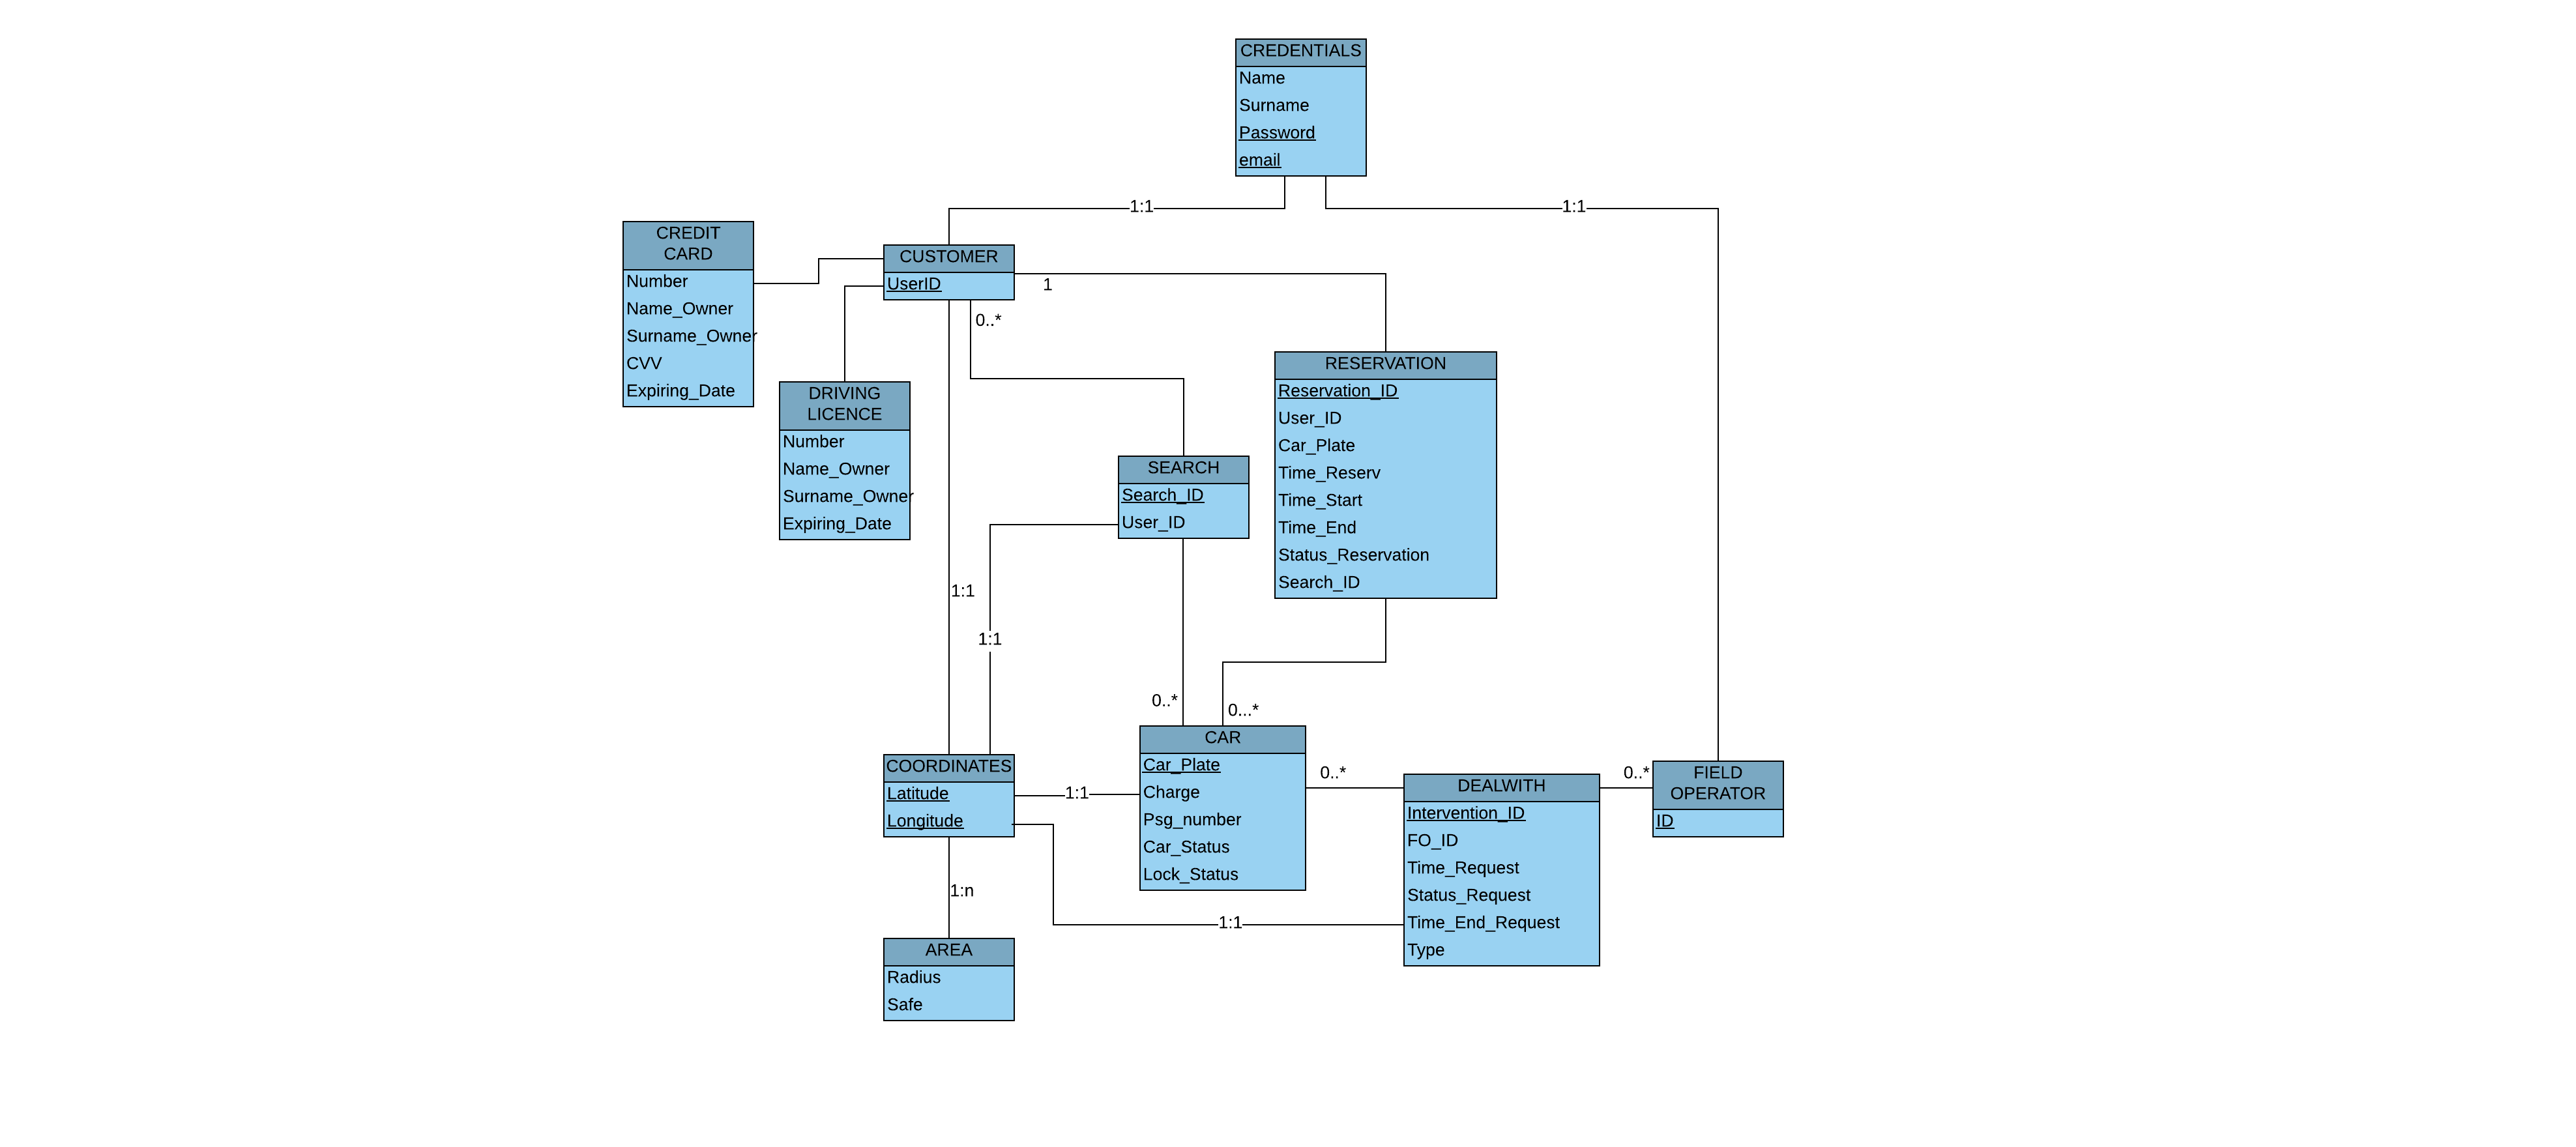 CREDENTIALS
Name
Surname
Password
email
1:1
1:1
CREDIT
CARD
Number
Name_Owner
Surname_Owner
CVV
Expiring_Date
CUSTOMER
UserID
1
0..*
DRIVING
LICENCE
Number
Name_Owner
Surname_Owner
Expiring_Date
RESERVATION
Reservation_ID
User_ID
Car_Plate
Time_Reserv
Time_Start
Time_End
Status_Reservation
Search_ID
SEARCH
Search_ID
User_ID
1:1
1:1
0..*
0...*
CAR
Car_Plate
Charge
Psg_number
Car_Status
Lock_Status
COORDINATES
Latitude
Longitude
1:1
0..*
DEALWITH
Intervention_ID
FO_ID
Time_Request
Status_Request
Time_End_Request
Type
0..*
FIELD
OPERATOR
ID
1:n
1:1
AREA
Radius
Safe